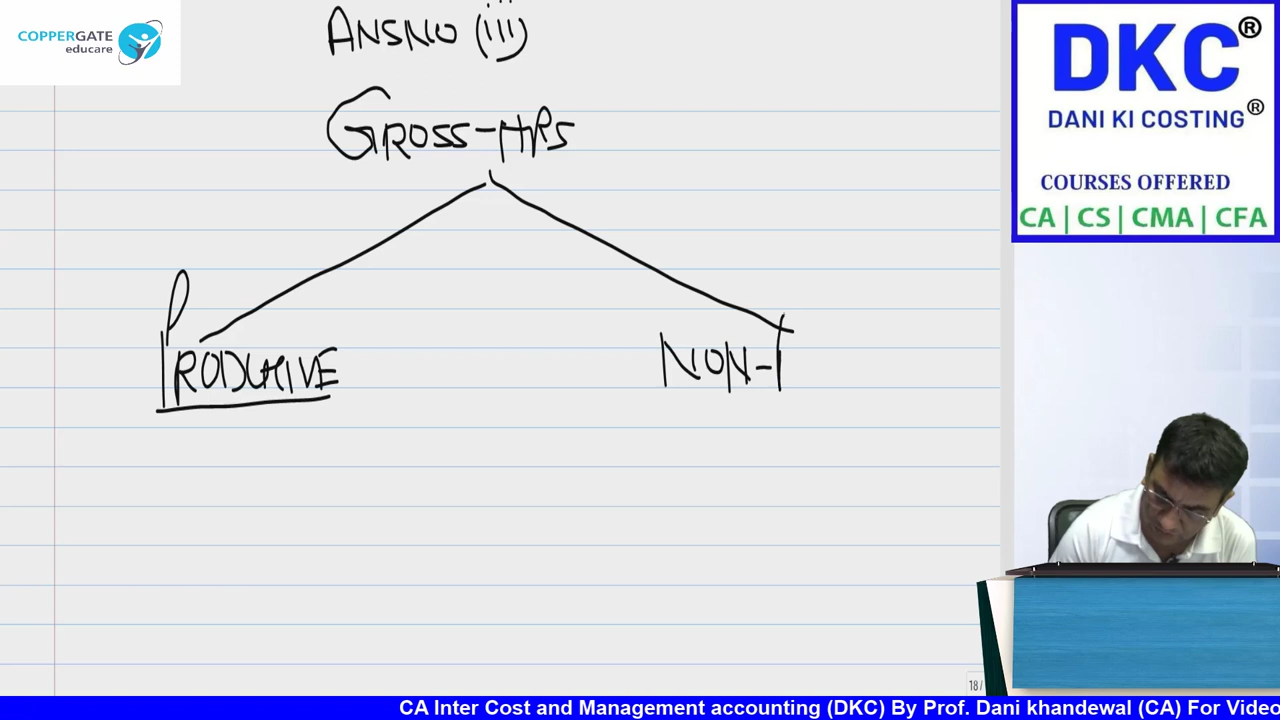 COPPERGATE
educare
ANSNO (iii)
GROSS-HRS
PRODUCTIVE
NON-P
DKC®
DANI KI COSTING®
COURSES OFFERED
CA | CS | CMA | CFA
18/
CA Inter Cost and Management accounting (DKC) By Prof. Dani khandewal (CA) For Video